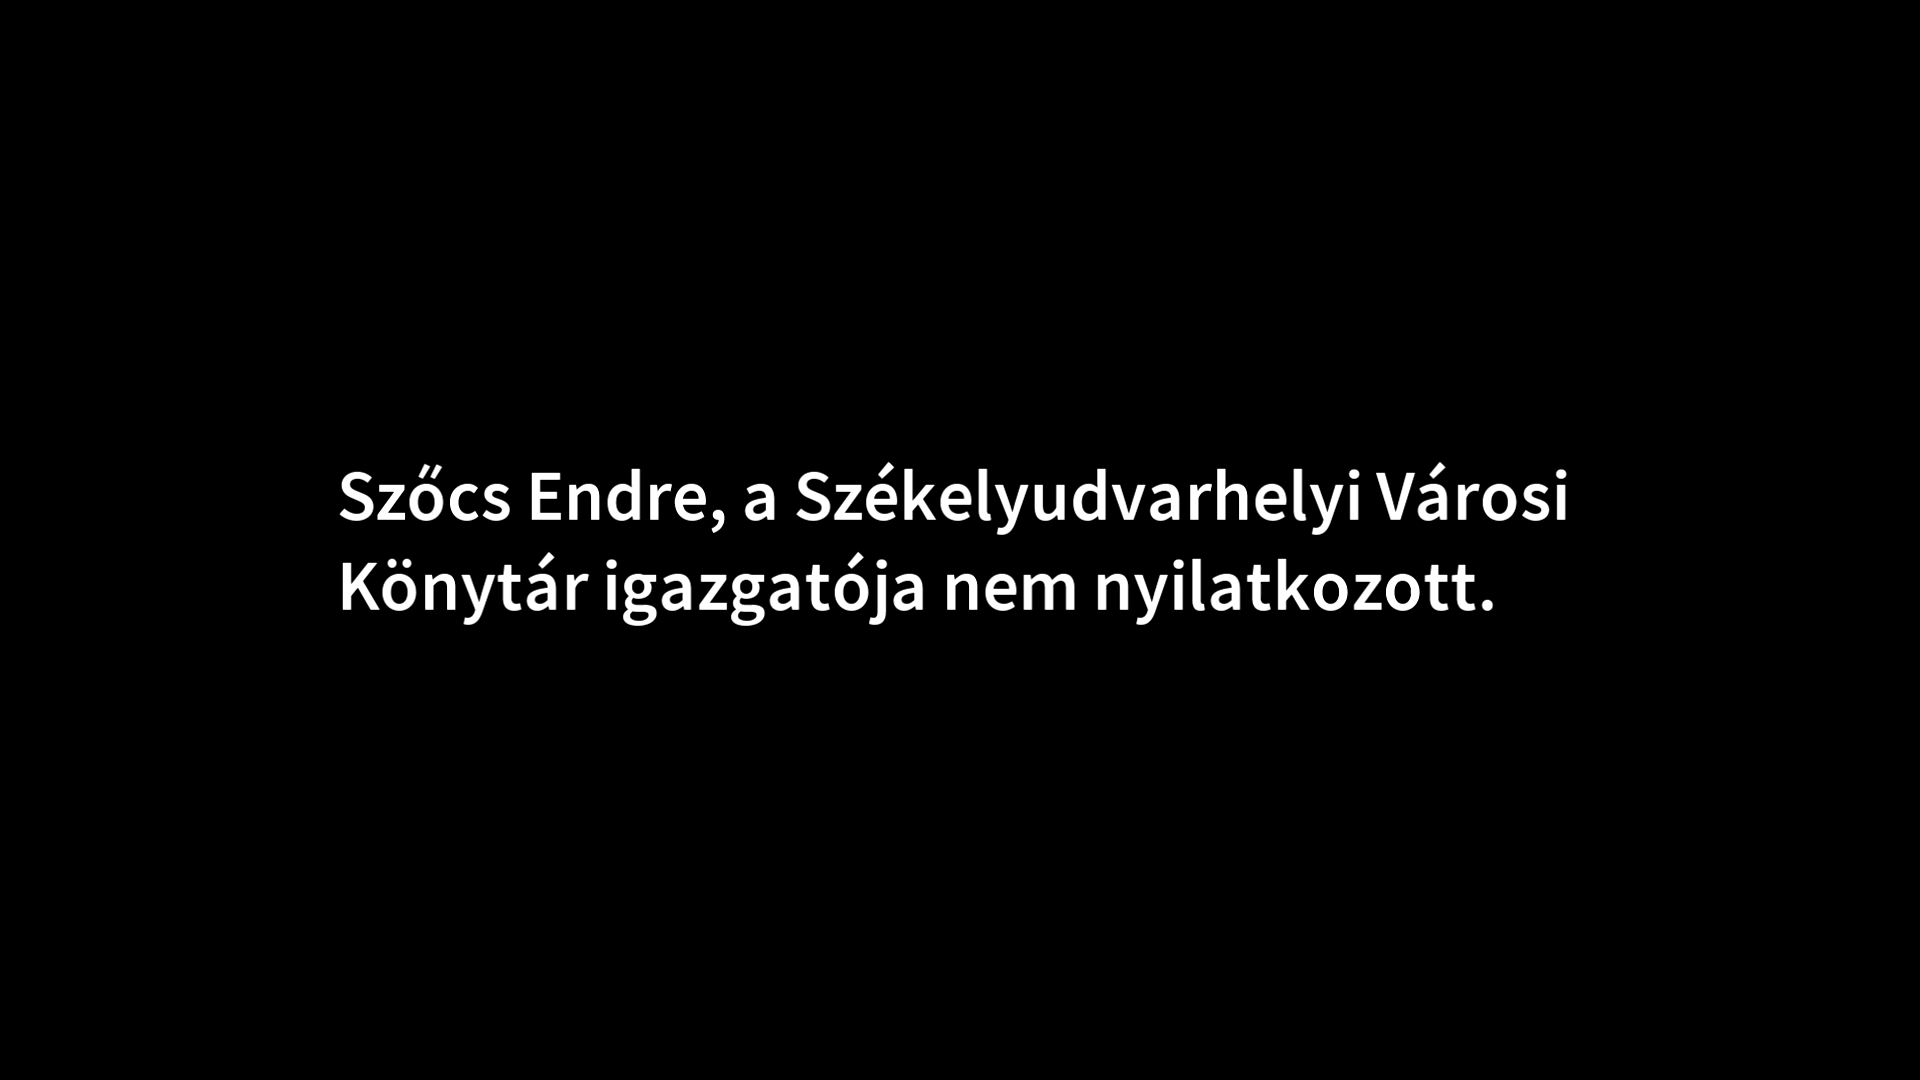 Szőcs Endre, a Székelyudvarhelyi Városi
Könytár igazgatója nem nyilatkozott.